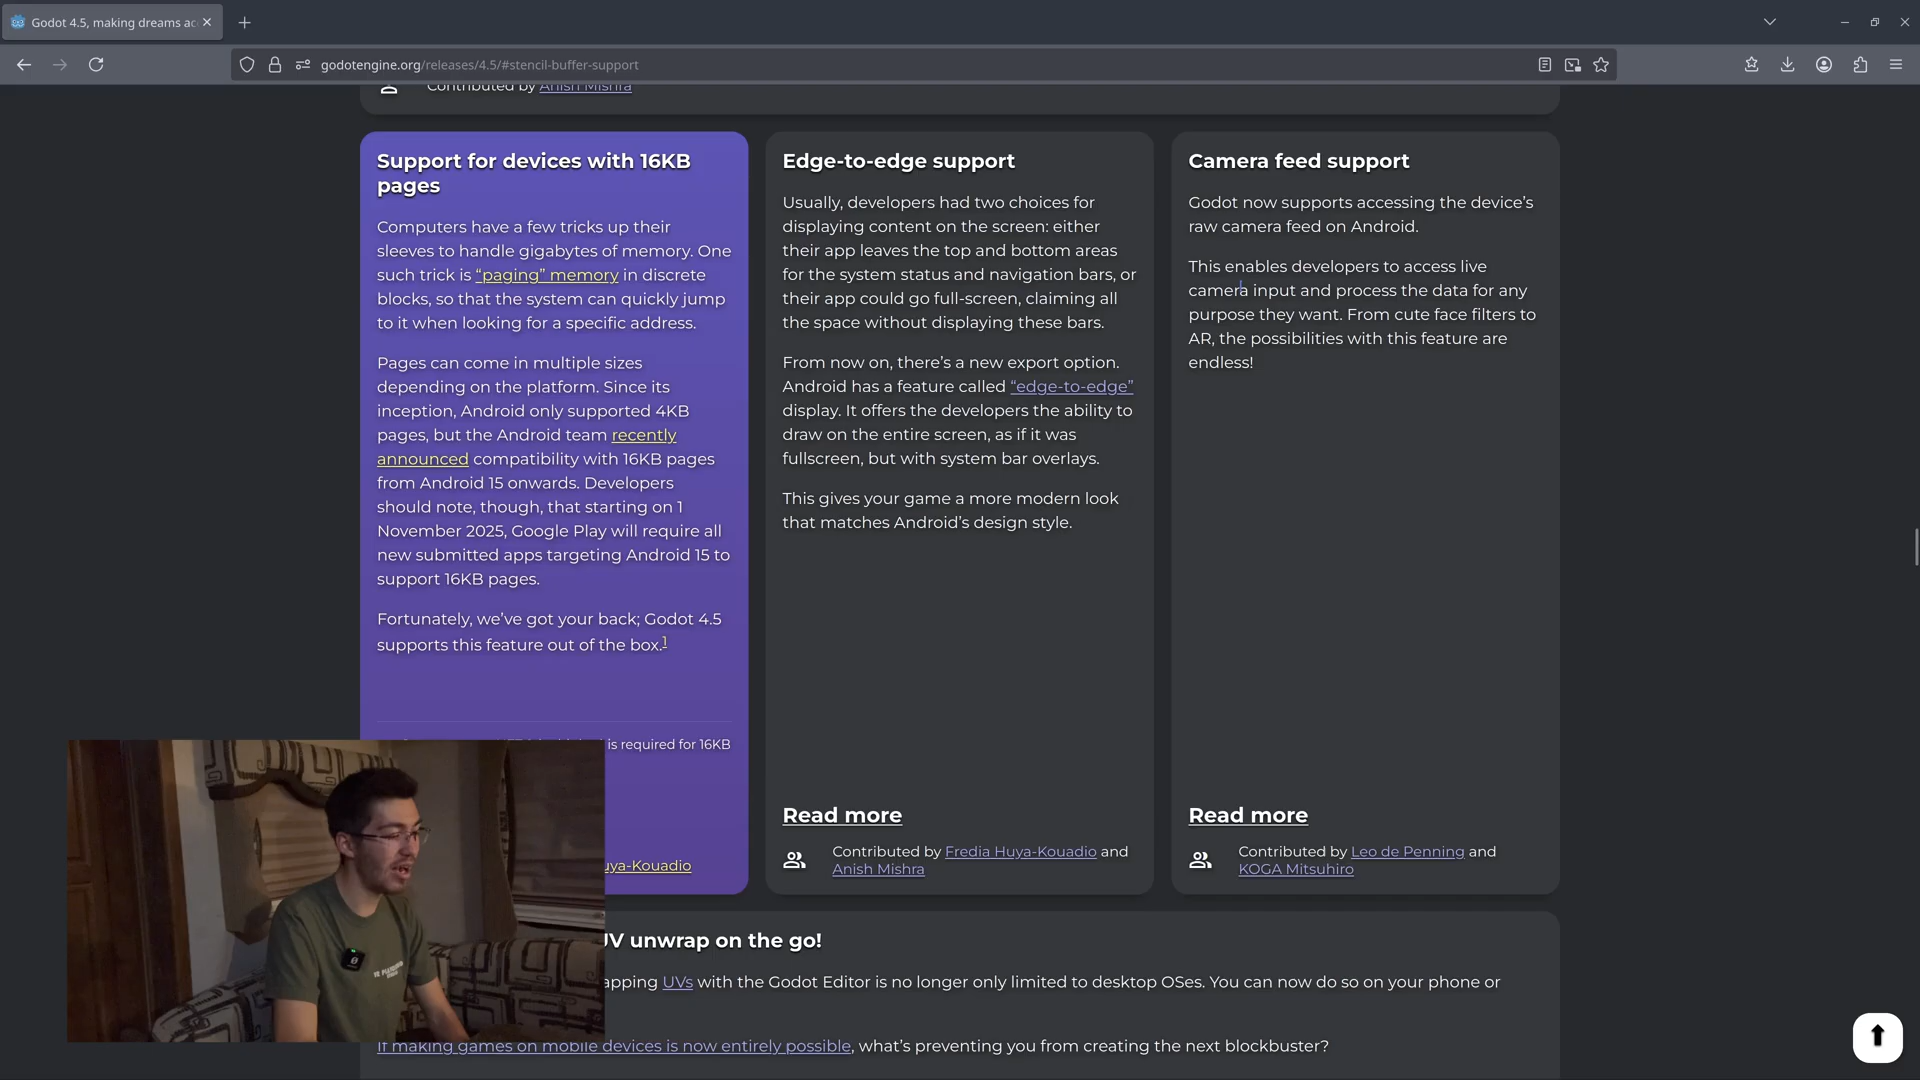 Godot 4.5, making dreams ac
godotengine.org/releases/4.5/#stencil-buffer-support
Contributed by Anish Mishra
Support for devices with 16KB
pages
Computers have a few tricks up their
sleeves to handle gigabytes of memory. One
such trick is “paging” memory in discrete
blocks, so that the system can quickly jump
to it when looking for a specific address.
Pages can come in multiple sizes
depending on the platform. Since its
inception, Android only supported 4KB
pages, but the Android team recently
announced compatibility with 16KB pages
from Android 15 onwards. Developers
should note, though, that starting on 1
November 2025, Google Play will require all
new submitted apps targeting Android 15 to
support 16KB pages.
Fortunately, we’ve got your back; Godot 4.5
supports this feature out of the box.1
is required for 16KB
uya-Kouadio
Edge-to-edge support
Usually, developers had two choices for
displaying content on the screen: either
their app leaves the top and bottom areas
for the system status and navigation bars, or
their app could go full-screen, claiming all
the space without displaying these bars.
From now on, there’s a new export option.
Android has a feature called “edge-to-edge”
display. It offers the developers the ability to
draw on the entire screen, as if it was
fullscreen, but with system bar overlays.
This gives your game a more modern look
that matches Android’s design style.
Read more
Contributed by Fredia Huya-Kouadio and
Anish Mishra
Camera feed support
Godot now supports accessing the device’s
raw camera feed on Android.
This enables developers to access live
camera input and process the data for any
purpose they want. From cute face filters to
AR, the possibilities with this feature are
endless!
Read more
Contributed by Leo de Penning and
KOGA Mitsuhiro
UV unwrap on the go!
apping UVs with the Godot Editor is no longer only limited to desktop OSes. You can now do so on your phone or
If making games on mobile devices is now entirely possible, what’s preventing you from creating the next blockbuster?